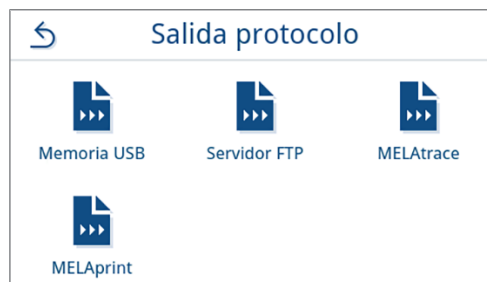 Salida protocolo
Memoria USB
Servidor FTP
MELAtrace
MELAprint